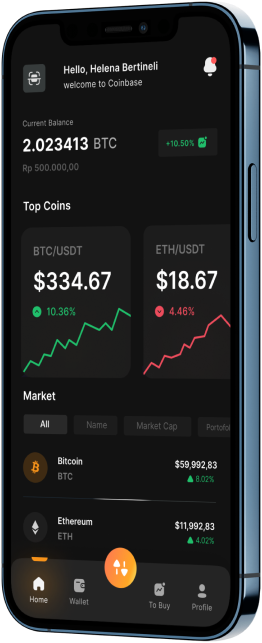 Hello, Helena Bertineli
welcome to Coinbase
Current Balance
2.023413 BTC
+10.50%
Rp 500.000,00
Top Coins
BTC/USDT
$334.67
10.36%
ETH/USDT
$18.67
4.46%
Market
All Name Market Cap Portofol
Bitcoin
BTC
$59,992,83
8.02%
Ethereum
ETH
$11,992,83
4.02%
Home Wallet To Buy Profile